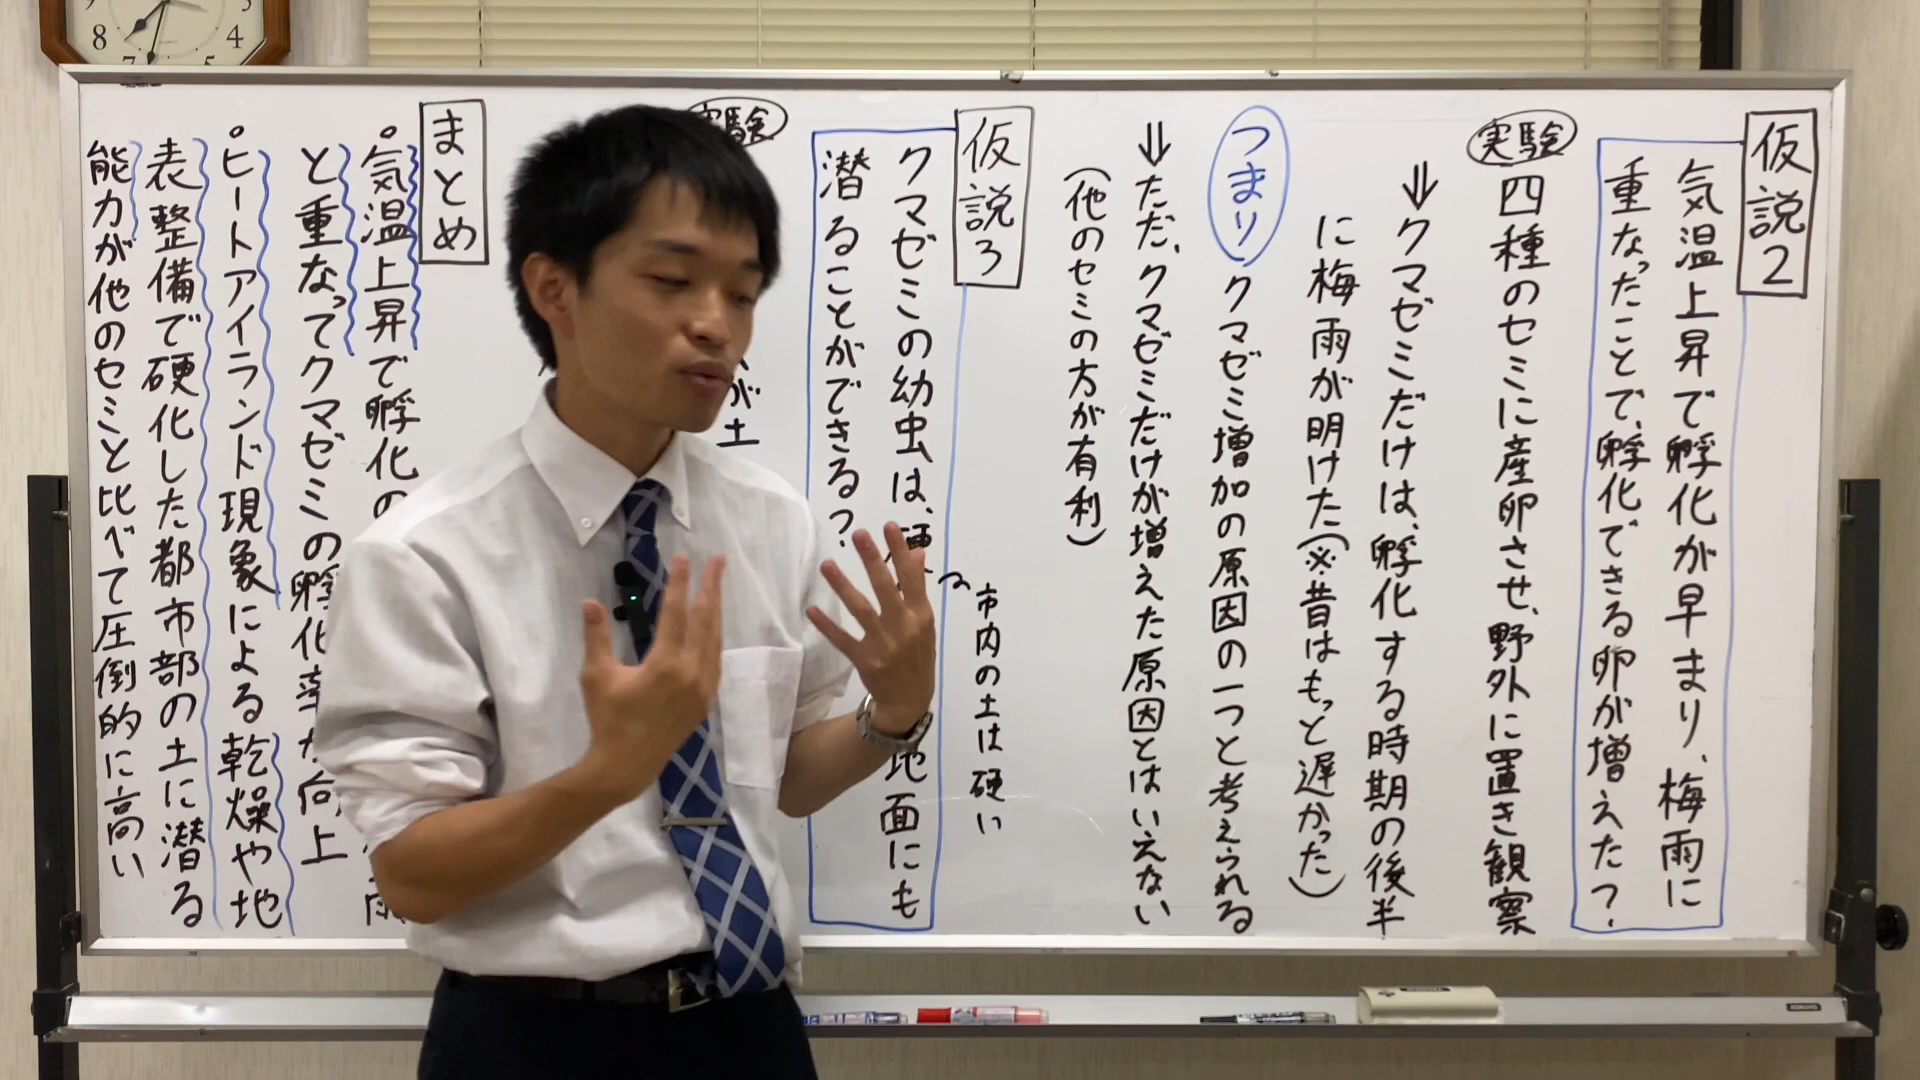 仮説2
気温上昇で孵化が早まり、梅雨に
重なったことで、孵化できる卵が増えた?
実験
四種のセミに産卵させ、野外に置き観察
⇓クマゼミだけは、孵化する時期の後半
に梅雨が明けた(※昔はもっと遅かった)
つまり
クマゼミ増加の原因の一つと考えられる
⇓ただ、クマゼミだけが増えた原因とはいえない
(他のセミの方が有利)
仮説3
市内の土は硬い
クマゼミの幼虫は、
地面にも
潜ることができる?
実験
が土
まとめ
。気温上昇で孵化の
雨
と重なってクマゼミの孵化率が向上
。ヒートアイランド現象による乾燥や地
表整備で硬化した都市部の土に潜る
能力が他のセミと比べて圧倒的に高い
8
7
5
4